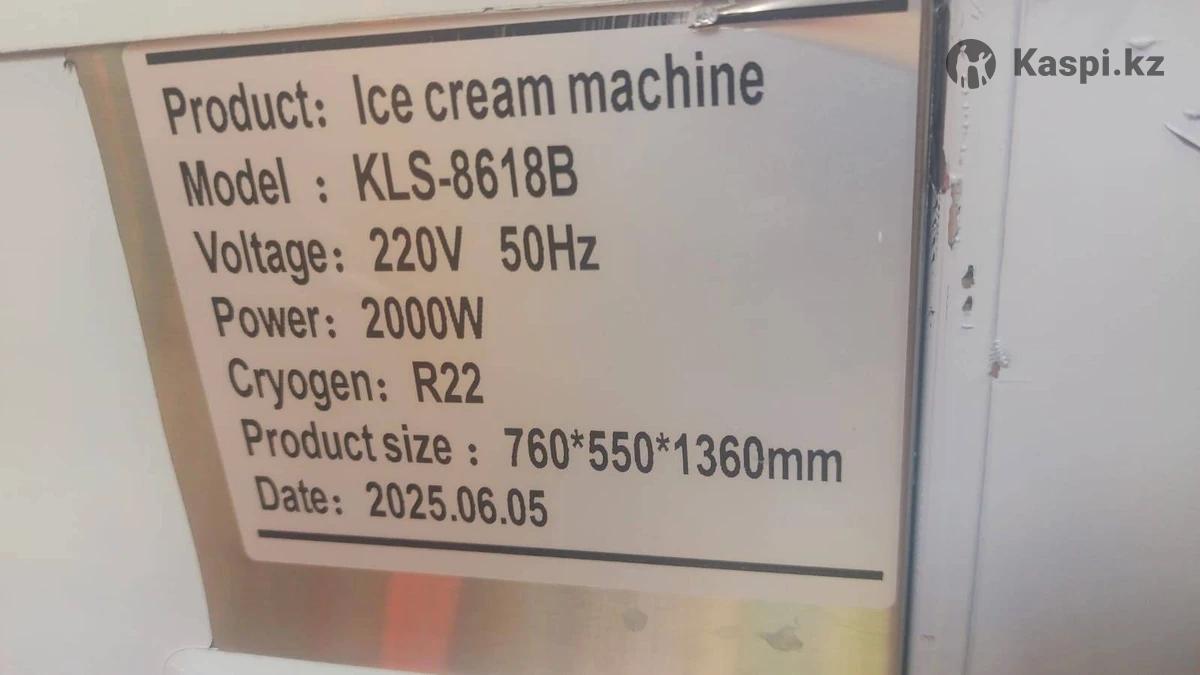 Kaspi.kz
Product: Ice cream machine
Model : KLS-8618B
Voltage: 220V 50Hz
Power: 2000W
Cryogen: R22
Product size : 760*550*1360mm
Date: 2025.06.05